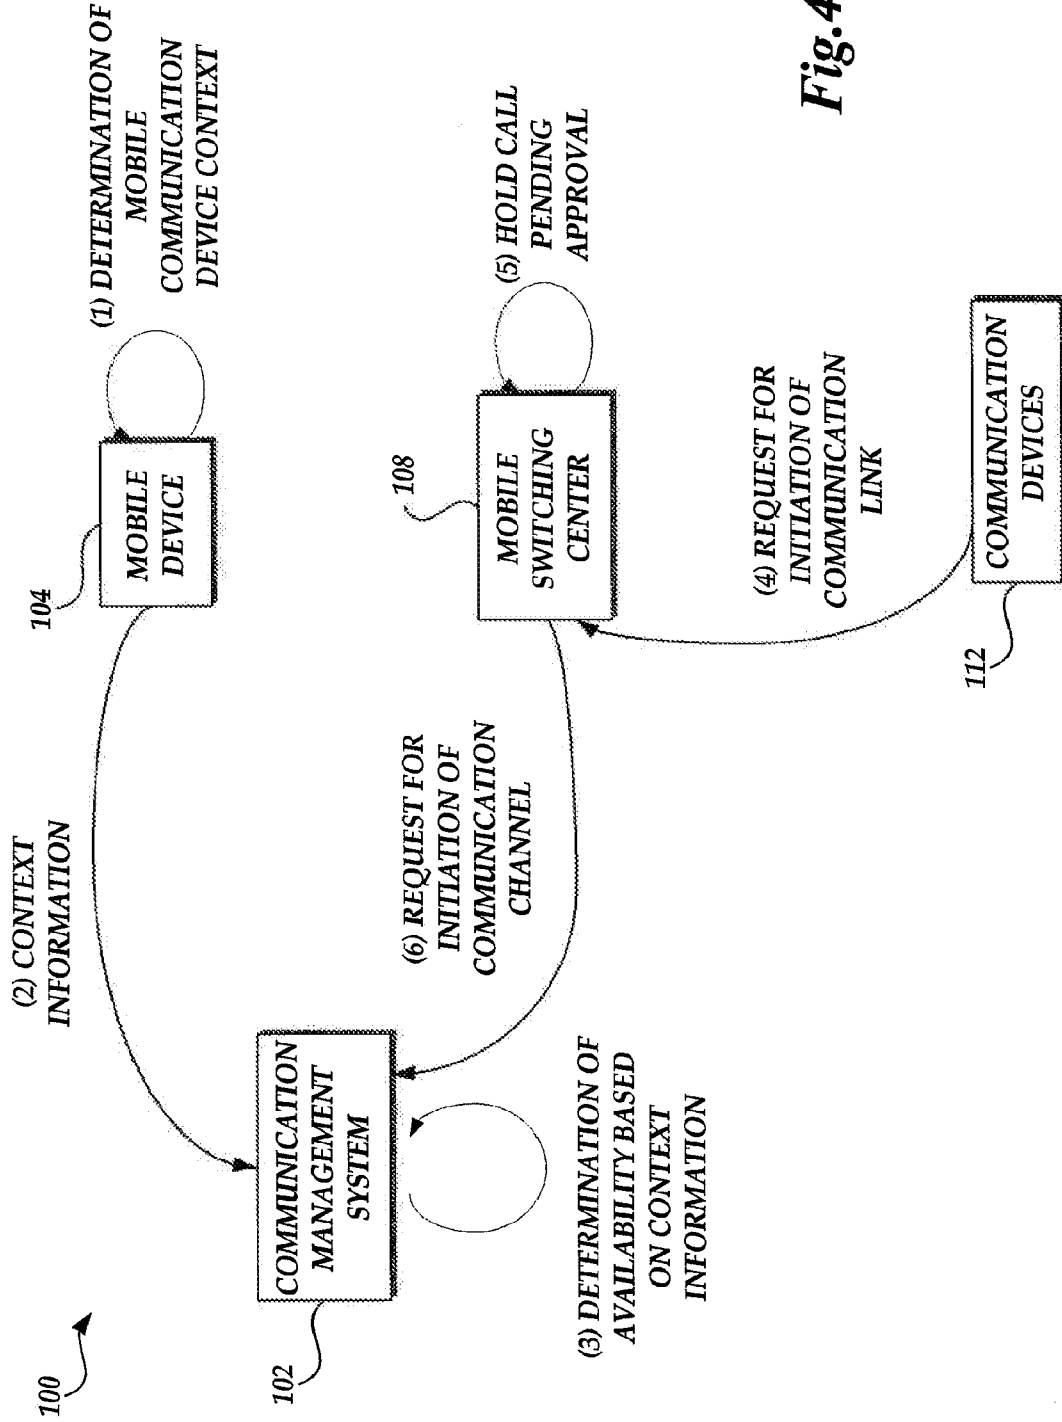 100
102
COMMUNICATION
MANAGEMENT
SYSTEM
(2) CONTEXT
INFORMATION
104
MOBILE
DEVICE
(1) DETERMINATION OF
MOBILE
COMMUNICATION
DEVICE CONTEXT
(3) DETERMINATION OF
AVAILABILITY BASED
ON CONTEXT
INFORMATION
(6) REQUEST FOR
INITIATION OF
COMMUNICATION
CHANNEL
108
MOBILE
SWITCHING
CENTER
(5) HOLD CALL
PENDING
APPROVAL
(4) REQUEST FOR
INITIATION OF
COMMUNICATION
LINK
112
COMMUNICATION
DEVICES
Fig.4